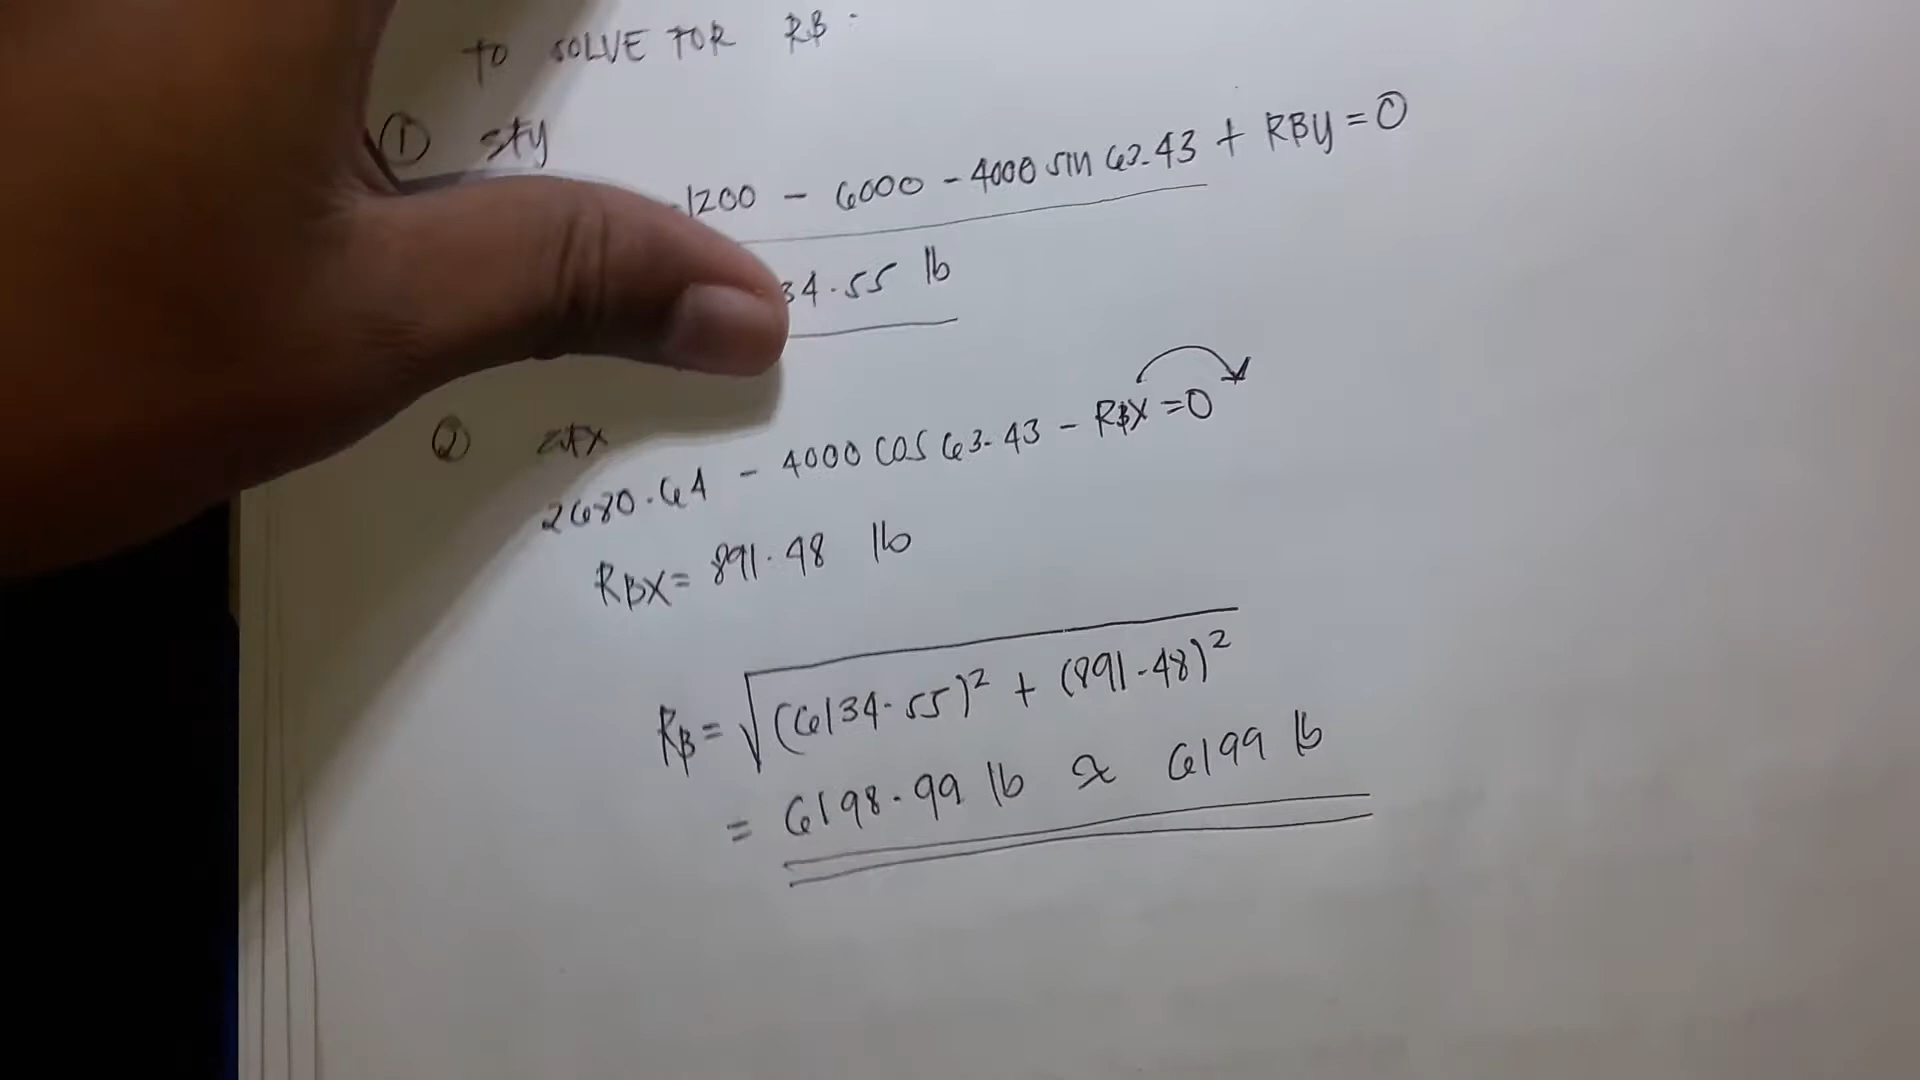 TO SOLVE FOR RB:
① ΣFy
-1200 - 6000 - 4000 sin 63.43 + RBY = 0
34.55 lb
② ΣFX
2680.64 - 4000 cos 63.43 - RBX = 0
RBX = 891.48 lb
RB = √(6134.55)² + (891.48)²
= 6198.99 lb ≈ 6199 lb